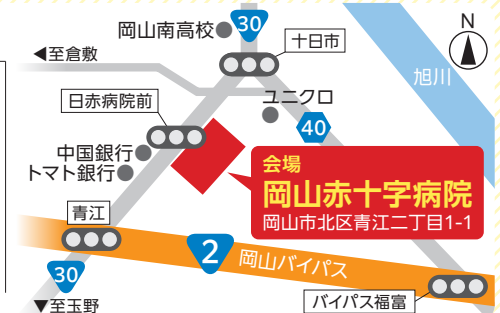 岡山南高校
30
十日市
N
◀至倉敷
旭川
日赤病院前
ユニクロ
40
中国銀行
トマト銀行
会場
岡山赤十字病院
岡山市北区青江二丁目1-1
青江
2
岡山バイパス
30
バイパス福富
▼至玉野